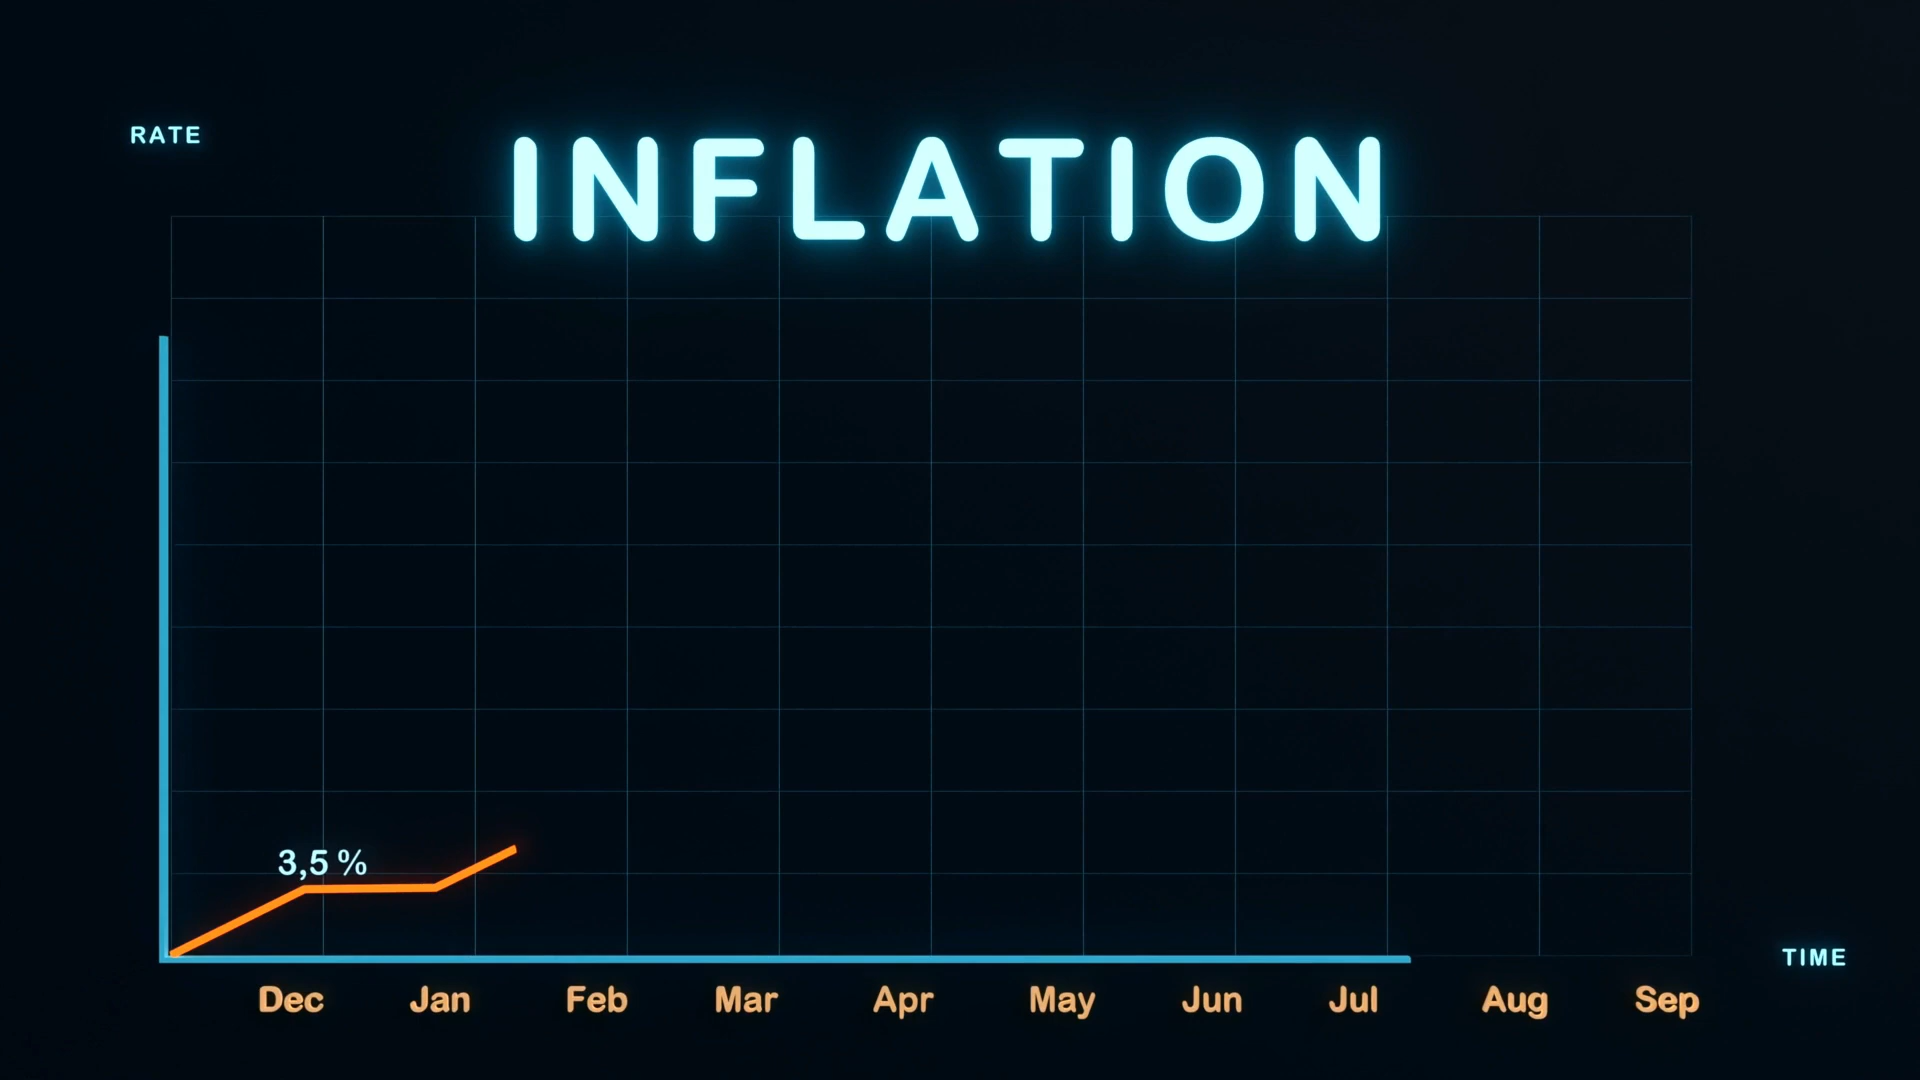 RATE
INFLATION
3,5 %
TIME
Dec Jan Feb Mar Apr May Jun Jul Aug Sep